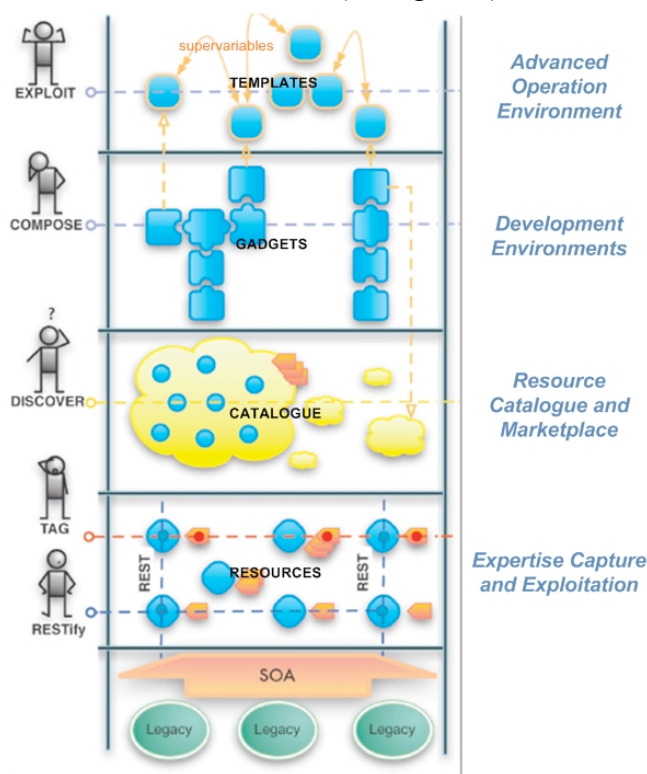 supervariables
TEMPLATES
EXPLOIT
Advanced
Operation
Environment
COMPOSE
GADGETS
Development
Environments
?
DISCOVER
CATALOGUE
Resource
Catalogue and
Marketplace
TAG
REST
REST
RESOURCES
RESTify
Expertise Capture
and Exploitation
SOA
Legacy
Legacy
Legacy